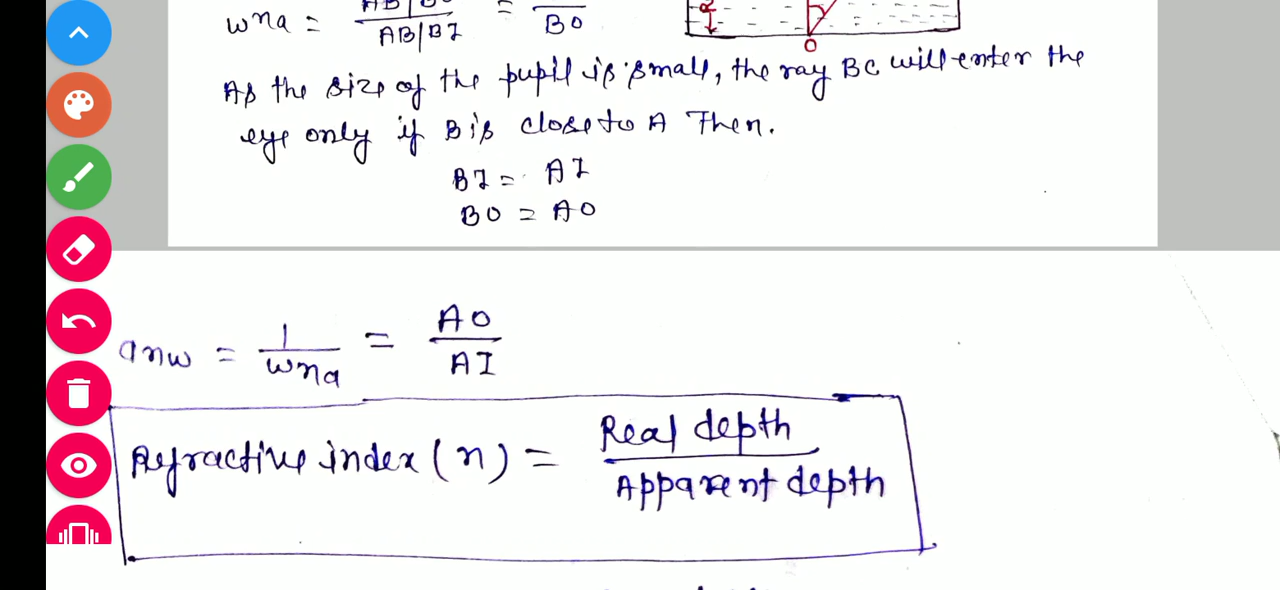 wna = AB/BO / AB/BI = / BO
O
As the size of the pupil is small, the ray BC will enter the
eye only if B is close to A Then.
BI = AI
BO = AO
anw = 1 / wna = AO / AI
Refractive index (n) = Real depth / Apparent depth